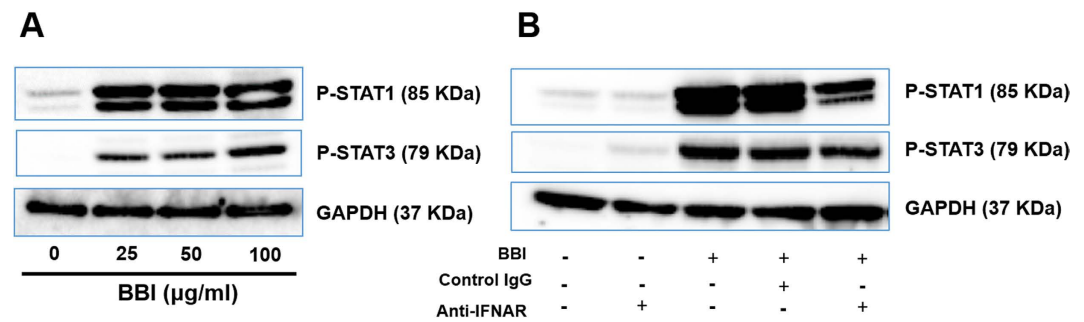 A
P-STAT1 (85 KDa)
P-STAT3 (79 KDa)
GAPDH (37 KDa)
0 25 50 100
BBI (µg/ml)
B
P-STAT1 (85 KDa)
P-STAT3 (79 KDa)
GAPDH (37 KDa)
BBI - - + + +
Control IgG - - - + -
Anti-IFNAR - + - - +